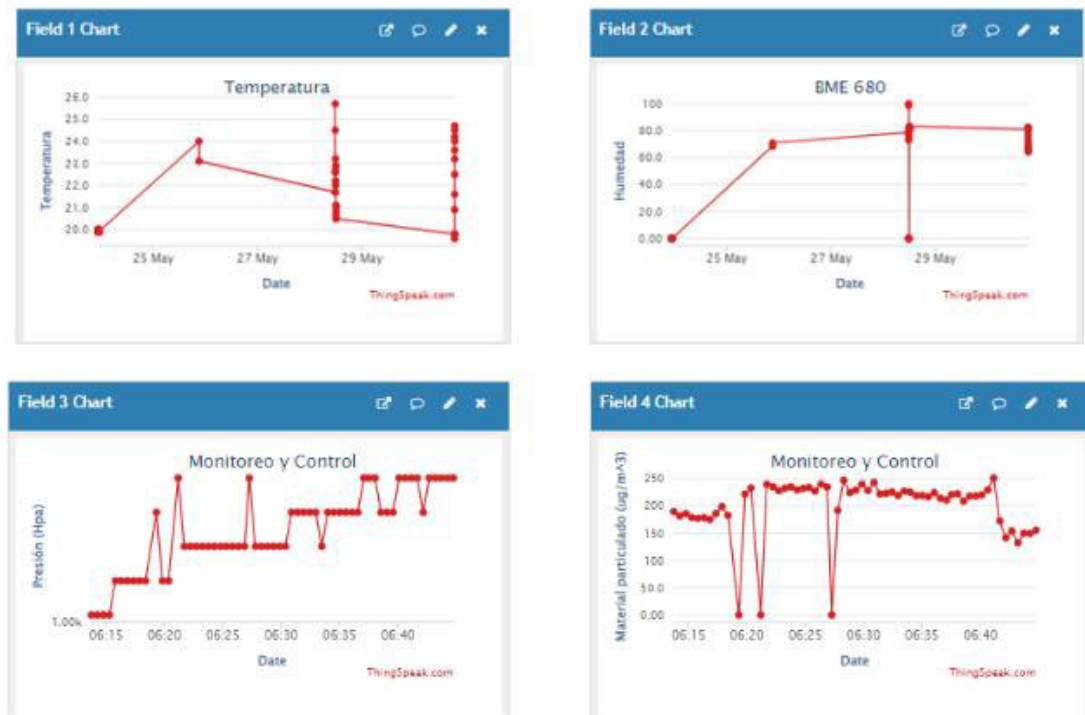 Field 1 Chart
Temperatura
Temperatura
26.0
25.0
24.0
23.0
22.0
21.0
20.0
25 May
27 May
29 May
Date
ThingSpeak.com
Field 2 Chart
BME 680
Humedad
100
80.0
60.0
40.0
20.0
0.00
25 May
27 May
29 May
Date
ThingSpeak.com
Field 3 Chart
Monitoreo y Control
Presión (Hpa)
1.00k
06:15
06:20
06:25
06:30
06:35
06:40
Date
ThingSpeak.com
Field 4 Chart
Monitoreo y Control
Material particulado (ug/m^3)
250
200
150
100
50.0
0.00
06:15
06:20
06:25
06:30
06:35
06:40
Date
ThingSpeak.com